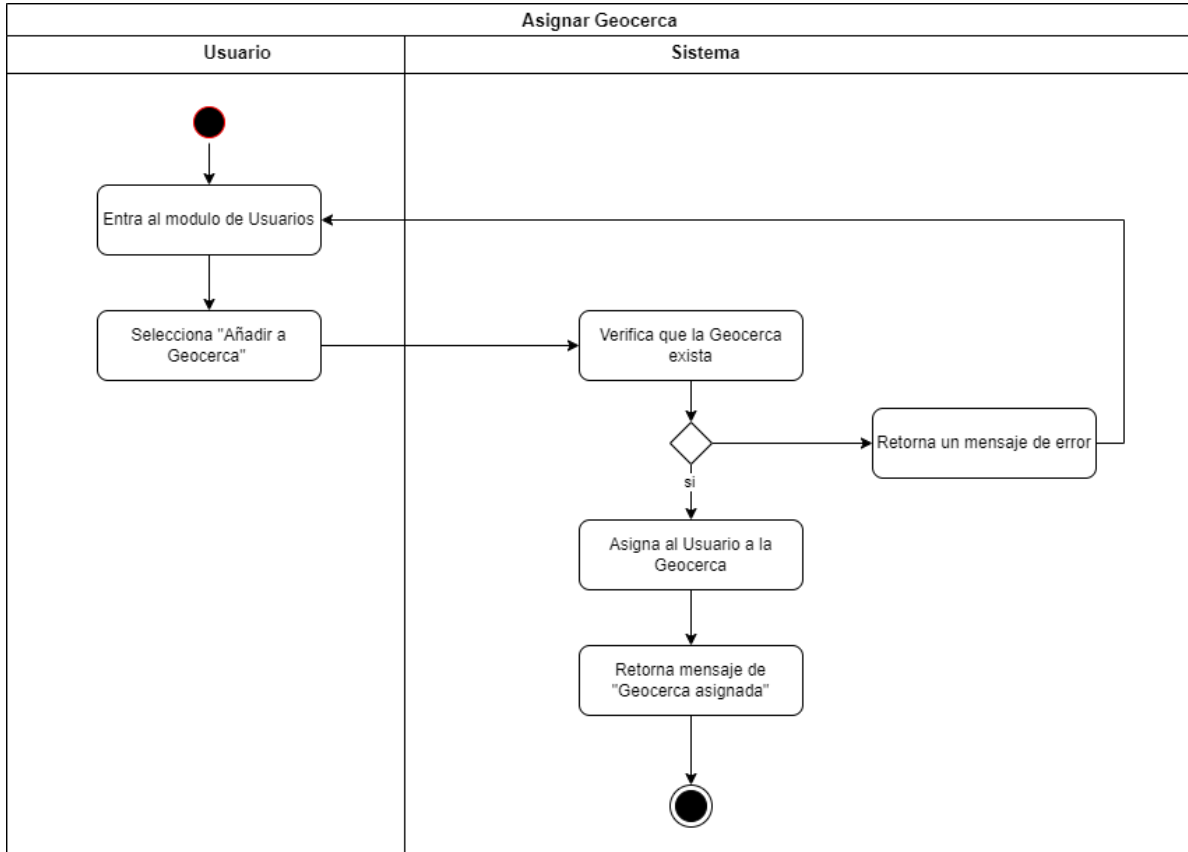 Asignar Geocerca
Usuario
Sistema
Entra al modulo de Usuarios
Selecciona "Añadir a
Geocerca"
Verifica que la Geocerca
exista
Retorna un mensaje de error
si
Asigna al Usuario a la
Geocerca
Retorna mensaje de
"Geocerca asignada"